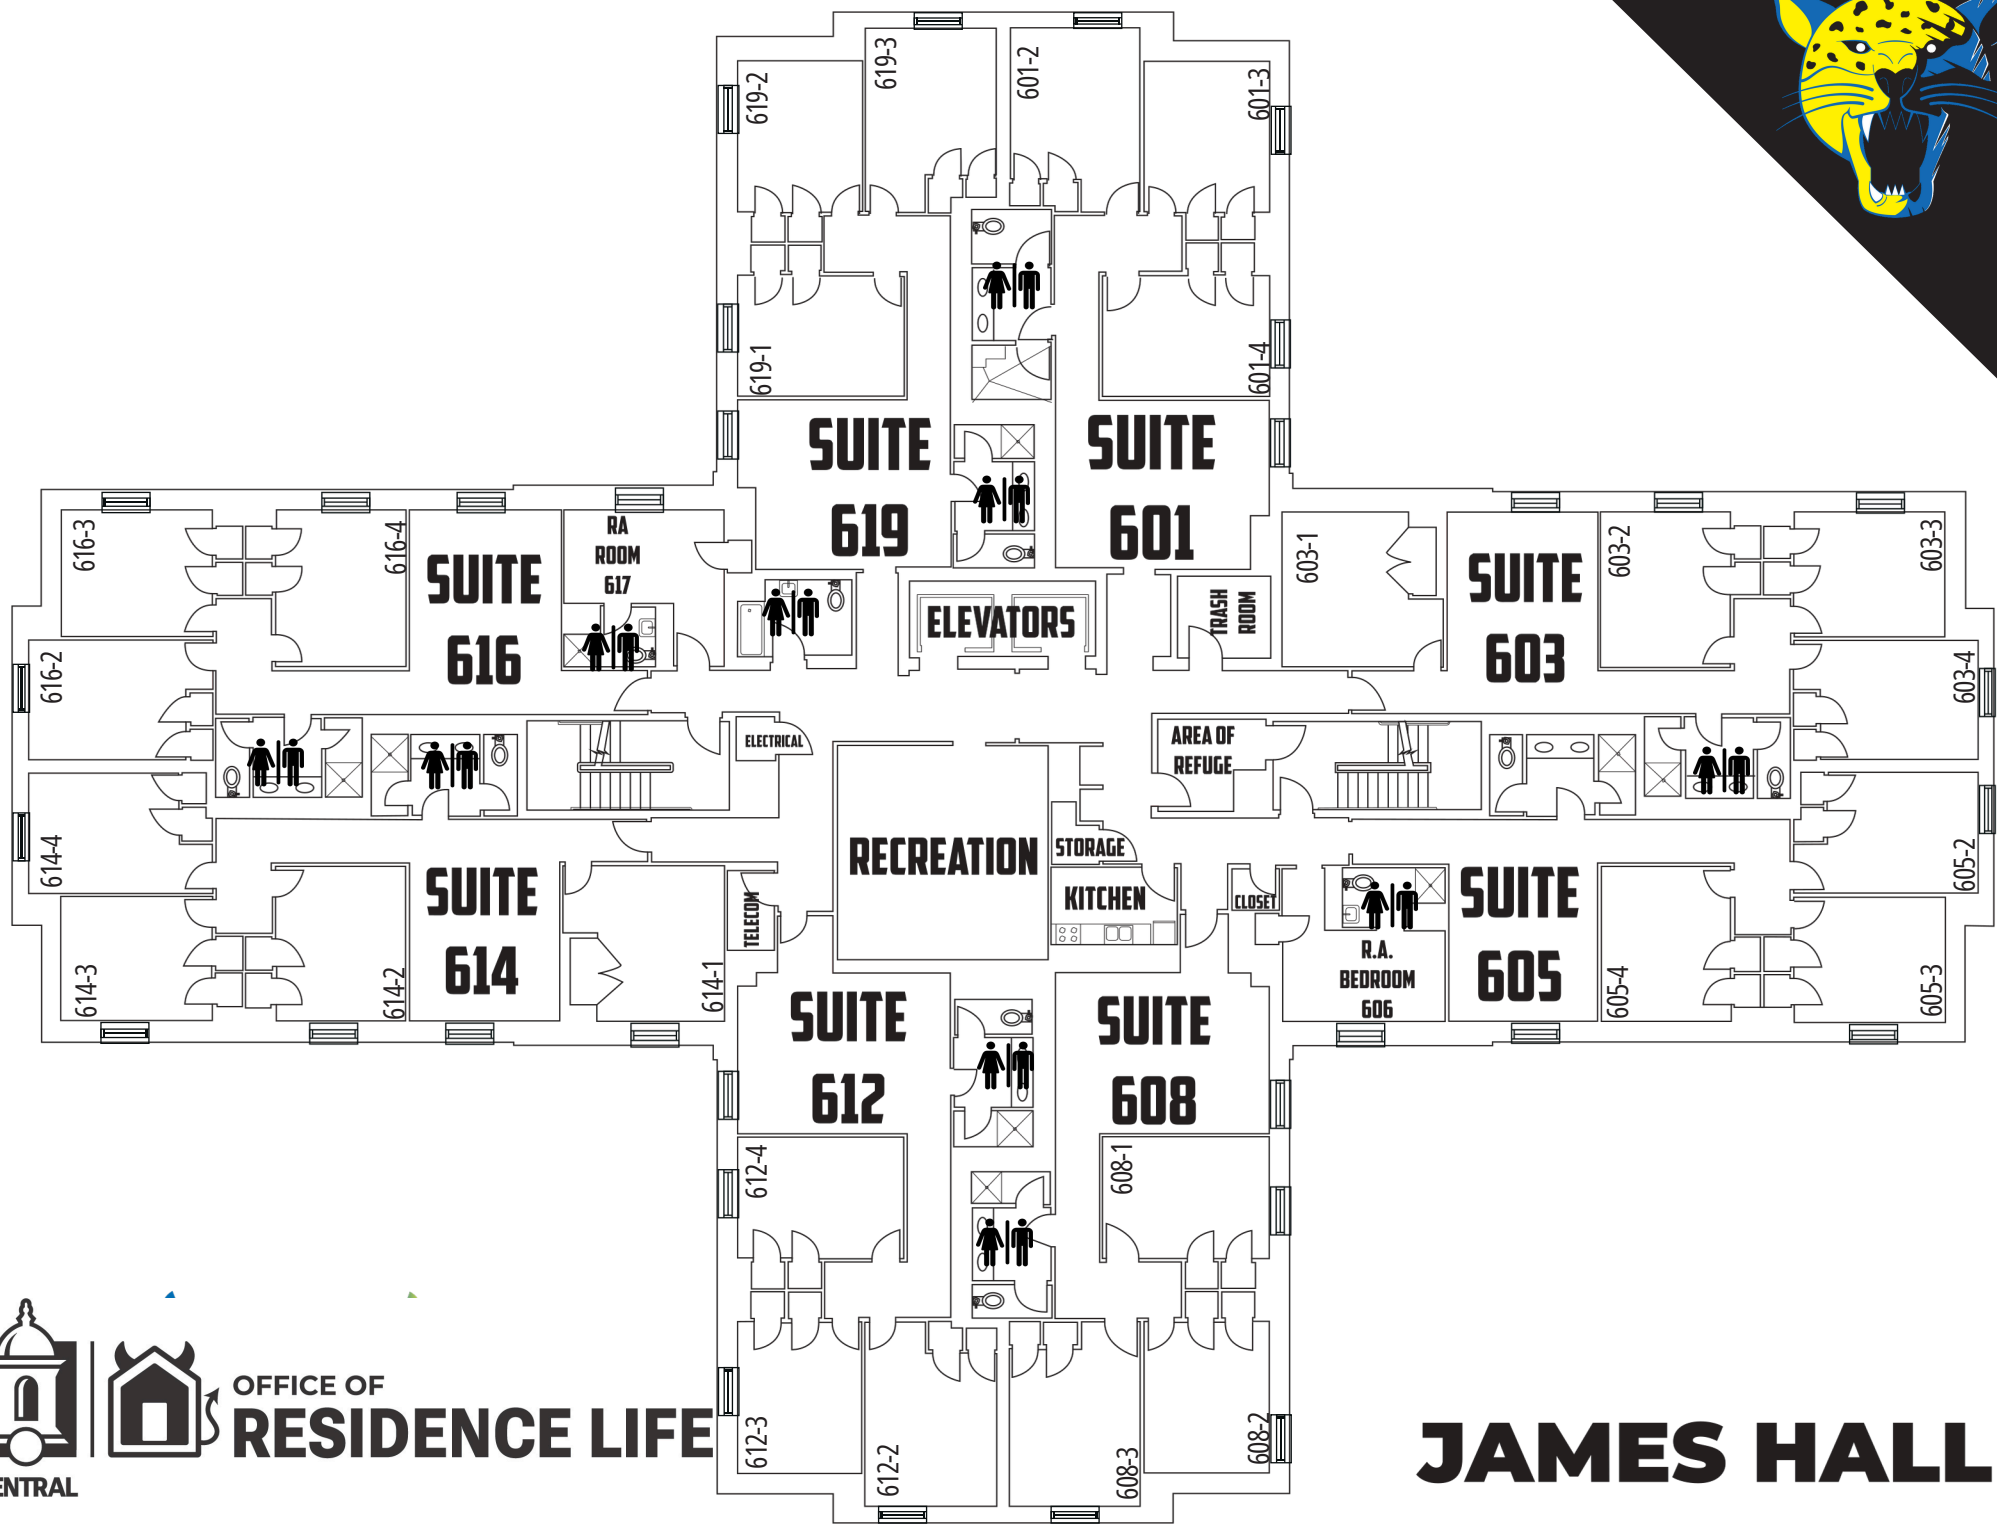 619-3
601-2
619-2
601-3
619-1
601-4
SUITE
619
SUITE
601
616-3
616-4
SUITE
616
RA
ROOM
617
ELEVATORS
TRASH
ROOM
603-1
SUITE
603
603-2
603-3
616-2
603-4
ELECTRICAL
AREA OF
REFUGE
614-4
RECREATION
STORAGE
605-2
SUITE
614
TELECOM
KITCHEN
CLOSET
R.A.
BEDROOM
606
SUITE
605
614-3
614-2
614-1
605-4
605-3
SUITE
612
SUITE
608
612-4
608-1
612-3
612-2
608-3
608-2
ENTRAL
OFFICE OF
RESIDENCE LIFE
JAMES HALL